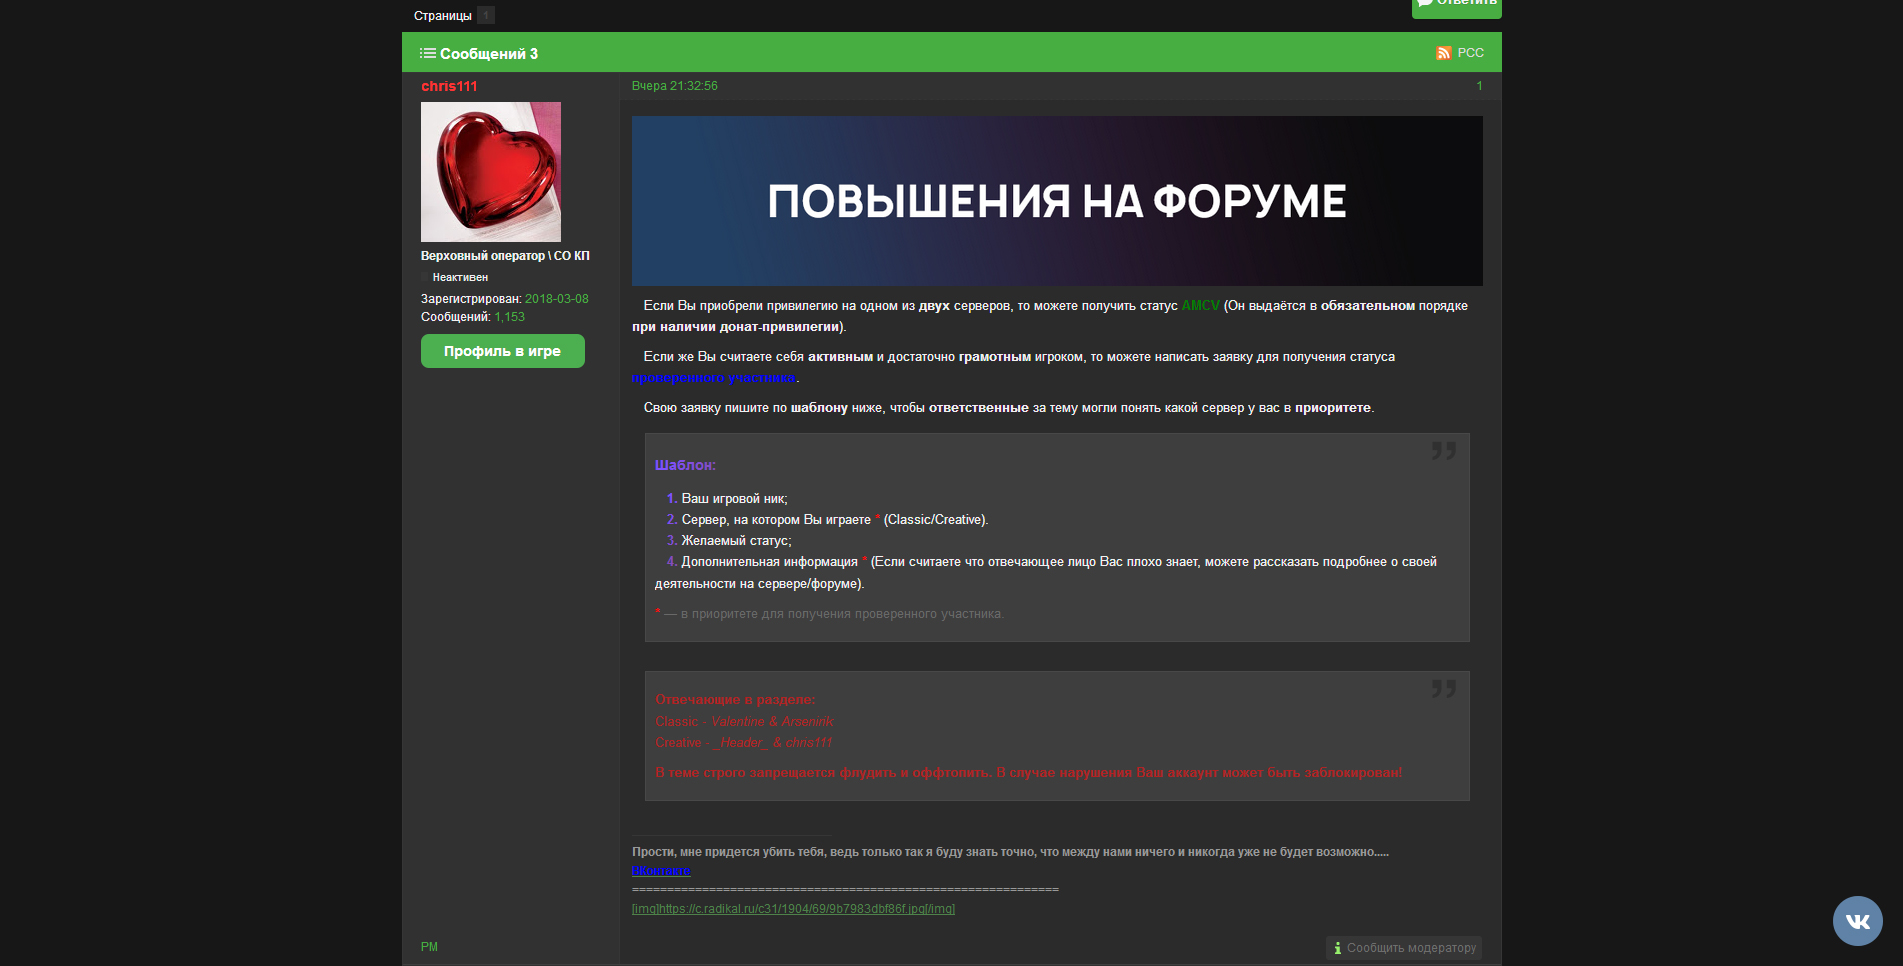 Страницы 1
Ответить
Сообщений 3
РСС
chris111
Вчера 21:32:56
1
ПОВЫШЕНИЯ НА ФОРУМЕ
Верховный оператор \ СО КП
Неактивен
Зарегистрирован: 2018-03-08
Сообщений: 1,153
Профиль в игре
Если Вы приобрели привилегию на одном из двух серверов, то можете получить статус AMCV (Он выдаётся в обязательном порядке
при наличии донат-привилегии).
Если же Вы считаете себя активным и достаточно грамотным игроком, то можете написать заявку для получения статуса
проверенного участника.
Свою заявку пишите по шаблону ниже, чтобы ответственные за тему могли понять какой сервер у вас в приоритете.
Шаблон:
1. Ваш игровой ник;
2. Сервер, на котором Вы играете * (Classic/Creative).
3. Желаемый статус;
4. Дополнительная информация * (Если считаете что отвечающее лицо Вас плохо знает, можете рассказать подробнее о своей
деятельности на сервере/форуме).
* — в приоритете для получения проверенного участника.
Отвечающие в разделе:
Classic - Valentine & Arseniřik
Creative - _Header_ & chris111
В теме строго запрещается флудить и оффтопить. В случае нарушения Ваш аккаунт может быть заблокирован!
Прости, мне придется убить тебя, ведь только так я буду знать точно, что между нами ничего и никогда уже не будет возможно.....
ВКонтакте
=============================================================
[img]https://c.radikal.ru/c31/1904/69/9b7983dbf86f.jpg[/img]
PM
Сообщить модератору